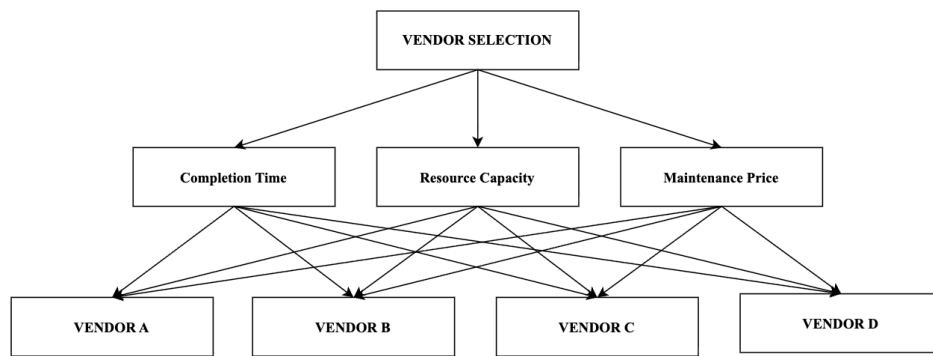 VENDOR SELECTION
Completion Time
Resource Capacity
Maintenance Price
VENDOR A
VENDOR B
VENDOR C
VENDOR D